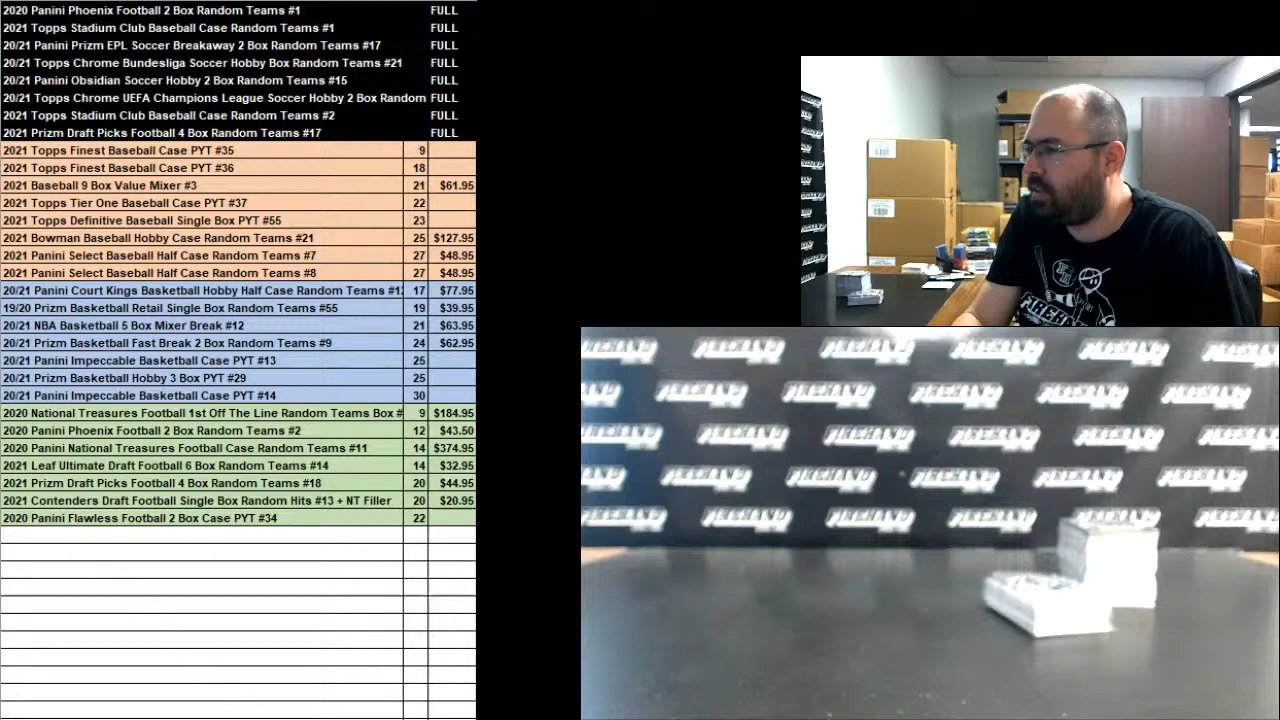 2020 Panini Phoenix Football 2 Box Random Teams #1 FULL
2021 Topps Stadium Club Baseball Case Random Teams #1 FULL
20/21 Panini Prizm EPL Soccer Breakaway 2 Box Random Teams #17 FULL
20/21 Topps Chrome Bundesliga Soccer Hobby Box Random Teams #21 FULL
20/21 Panini Obsidian Soccer Hobby 2 Box Random Teams #15 FULL
20/21 Topps Chrome UEFA Champions League Soccer Hobby 2 Box Random FULL
2021 Topps Stadium Club Baseball Case Random Teams #2 FULL
2021 Prizm Draft Picks Football 4 Box Random Teams #17 FULL
2021 Topps Finest Baseball Case PYT #35 9
2021 Topps Finest Baseball Case PYT #36 18
2021 Baseball 9 Box Value Mixer #3 21 $61.95
2021 Topps Tier One Baseball Case PYT #37 22
2021 Topps Definitive Baseball Single Box PYT #55 23
2021 Bowman Baseball Hobby Case Random Teams #21 25 $127.95
2021 Panini Select Baseball Half Case Random Teams #7 27 $48.95
2021 Panini Select Baseball Half Case Random Teams #8 27 $48.95
20/21 Panini Court Kings Basketball Hobby Half Case Random Teams 17 $77.95
19/20 Prizm Basketball Retail Single Box Random Teams #55 19 $39.95
20/21 NBA Basketball 5 Box Mixer Break #12 21 $63.95
20/21 Prizm Basketball Fast Break 2 Box Random Teams #9 24 $62.95
20/21 Panini Impeccable Basketball Case PYT #13 25
20/21 Prizm Basketball Hobby 3 Box PYT #29 25
20/21 Panini Impeccable Basketball Case PYT #14 30
2020 National Treasures Football 1st Off The Line Random Teams Box # 9 $184.95
2020 Panini Phoenix Football 2 Box Random Teams #2 12 $43.50
2020 Panini National Treasures Football Case Random Teams #11 14 $374.95
2021 Leaf Ultimate Draft Football 6 Box Random Teams #14 14 $32.95
2021 Prizm Draft Picks Football 4 Box Random Teams #18 20 $44.95
2021 Contenders Draft Football Single Box Random Hits #13 + NT Filler 20 $20.95
2020 Panini Flawless Football 2 Box Case PYT #34 22